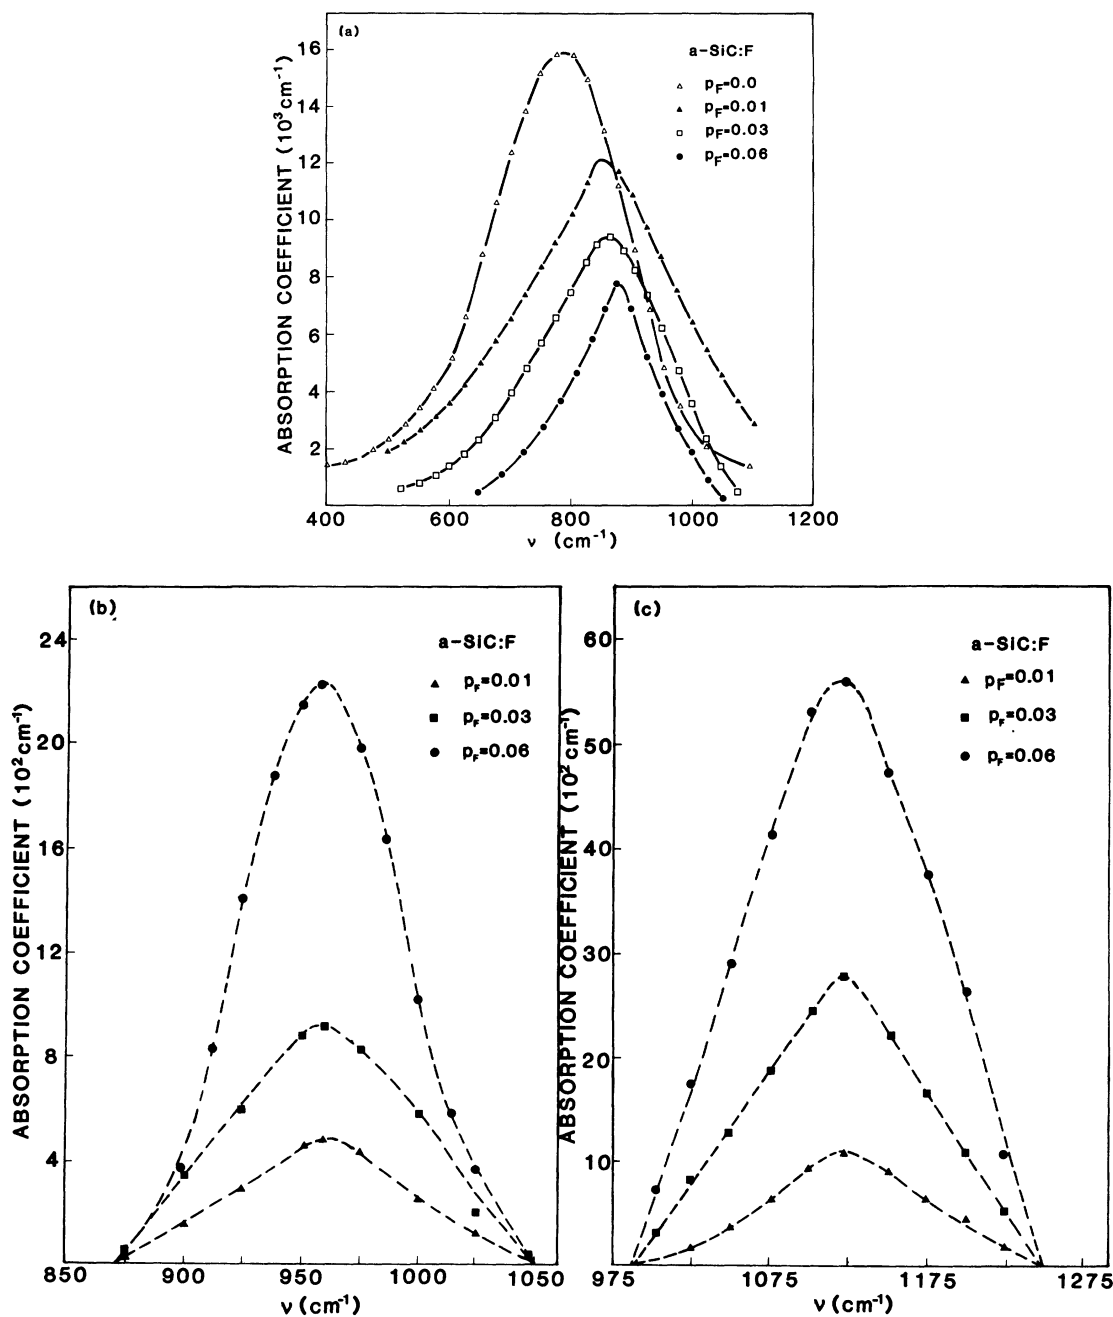 (a)
a-SiC:F
pF=0.0
pF=0.01
pF=0.03
pF=0.06
ABSORPTION COEFFICIENT (10³cm⁻¹)
16
14
12
10
8
6
4
2
400 600 800 1000 1200
ν (cm⁻¹)
(b)
a-SiC:F
pF=0.01
pF=0.03
pF=0.06
ABSORPTION COEFFICIENT (10²cm⁻¹)
24
20
16
12
8
4
850 900 950 1000 1050
ν(cm⁻¹)
(c)
a-SiC:F
pF=0.01
pF=0.03
pF=0.06
ABSORPTION COEFFICIENT (10²cm⁻¹)
60
50
40
30
20
10
975 1075 1175 1275
ν(cm⁻¹)